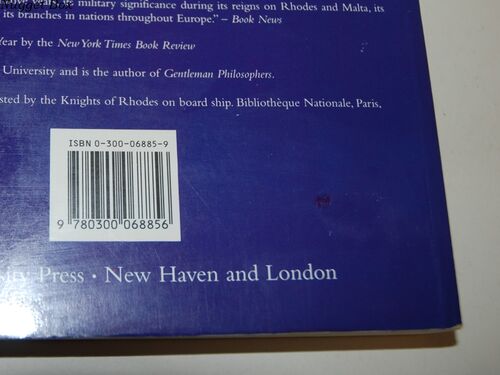 its military significance during its reigns on Rhodes and Malta, its
its branches in nations throughout Europe." – Book News
Year by the New York Times Book Review
University and is the author of Gentleman Philosophers.
by the Knights of Rhodes on board ship. Bibliothèque Nationale, Paris,
ISBN 0-300-06885-9
9 780300 068856
Press · New Haven and London